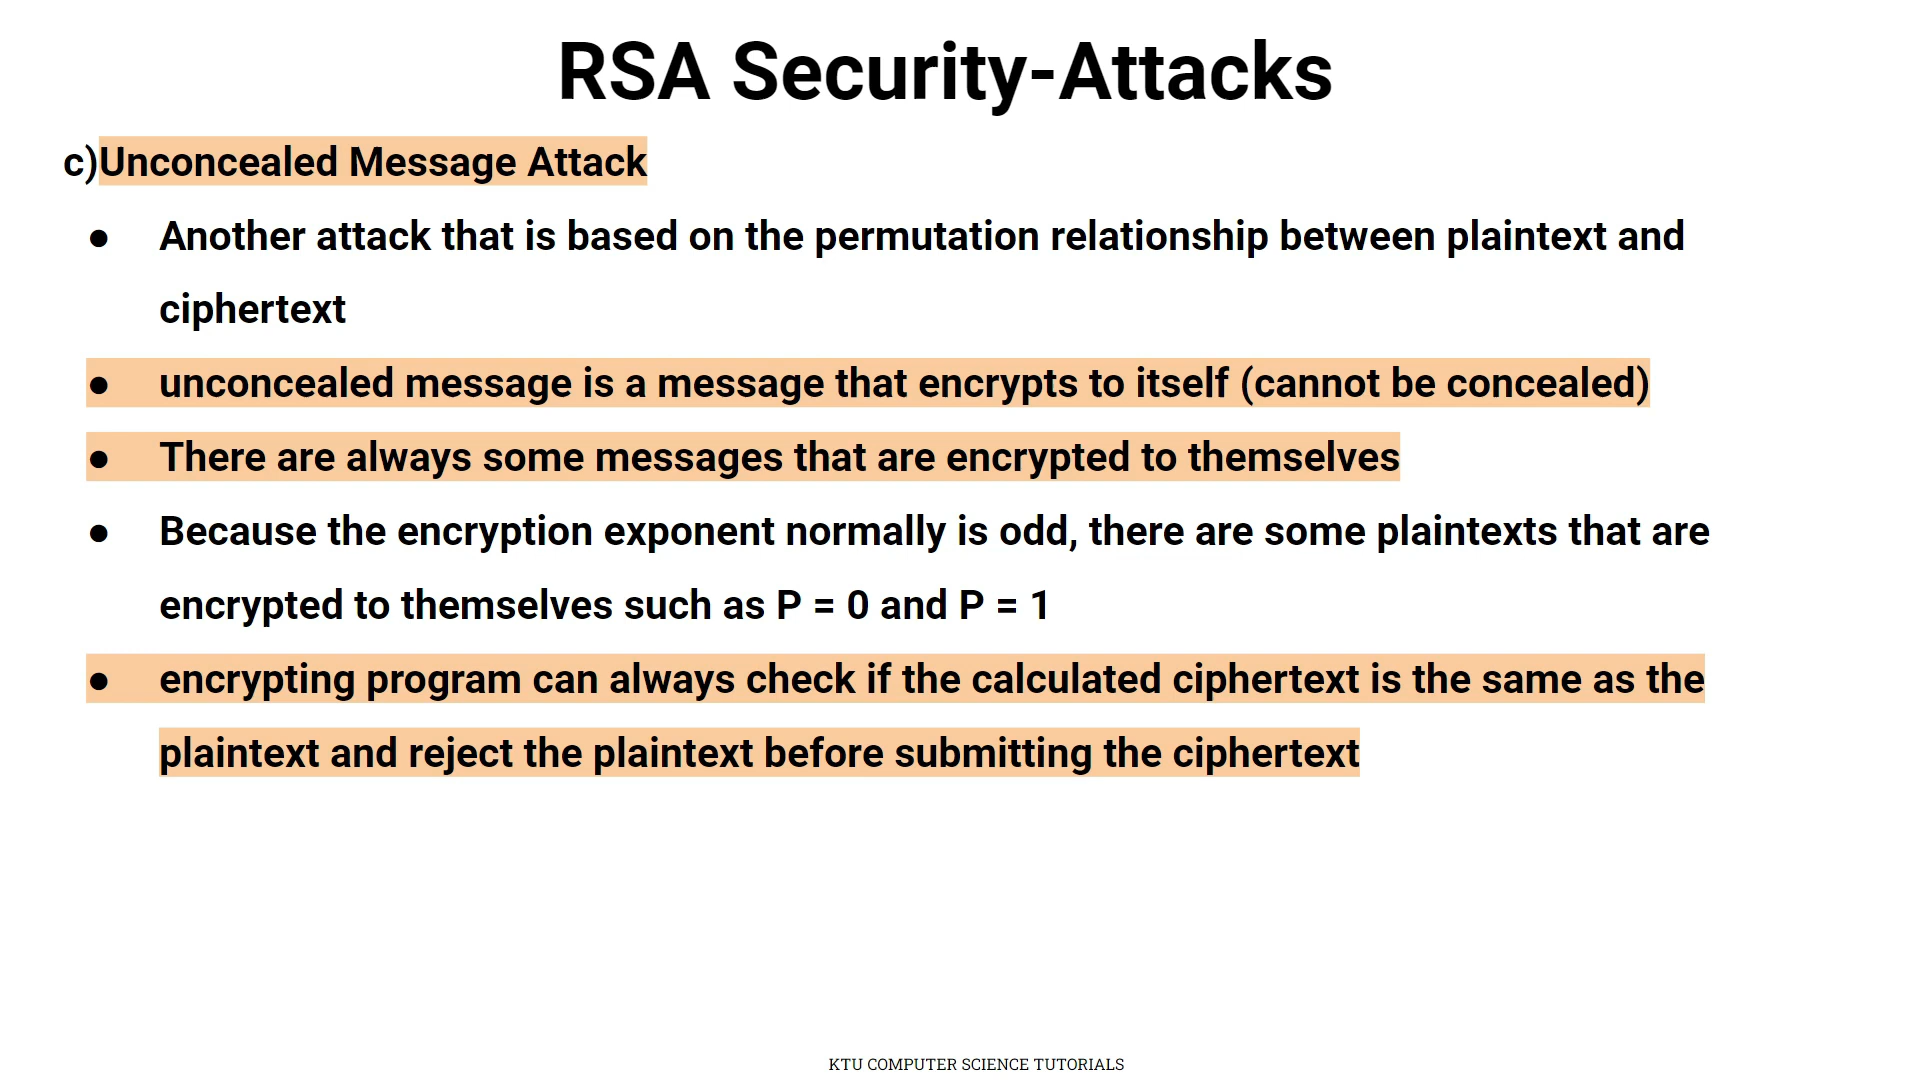 RSA Security-Attacks
c)Unconcealed Message Attack
● Another attack that is based on the permutation relationship between plaintext and
ciphertext
● unconcealed message is a message that encrypts to itself (cannot be concealed)
● There are always some messages that are encrypted to themselves
● Because the encryption exponent normally is odd, there are some plaintexts that are
encrypted to themselves such as P = 0 and P = 1
● encrypting program can always check if the calculated ciphertext is the same as the
plaintext and reject the plaintext before submitting the ciphertext
KTU COMPUTER SCIENCE TUTORIALS